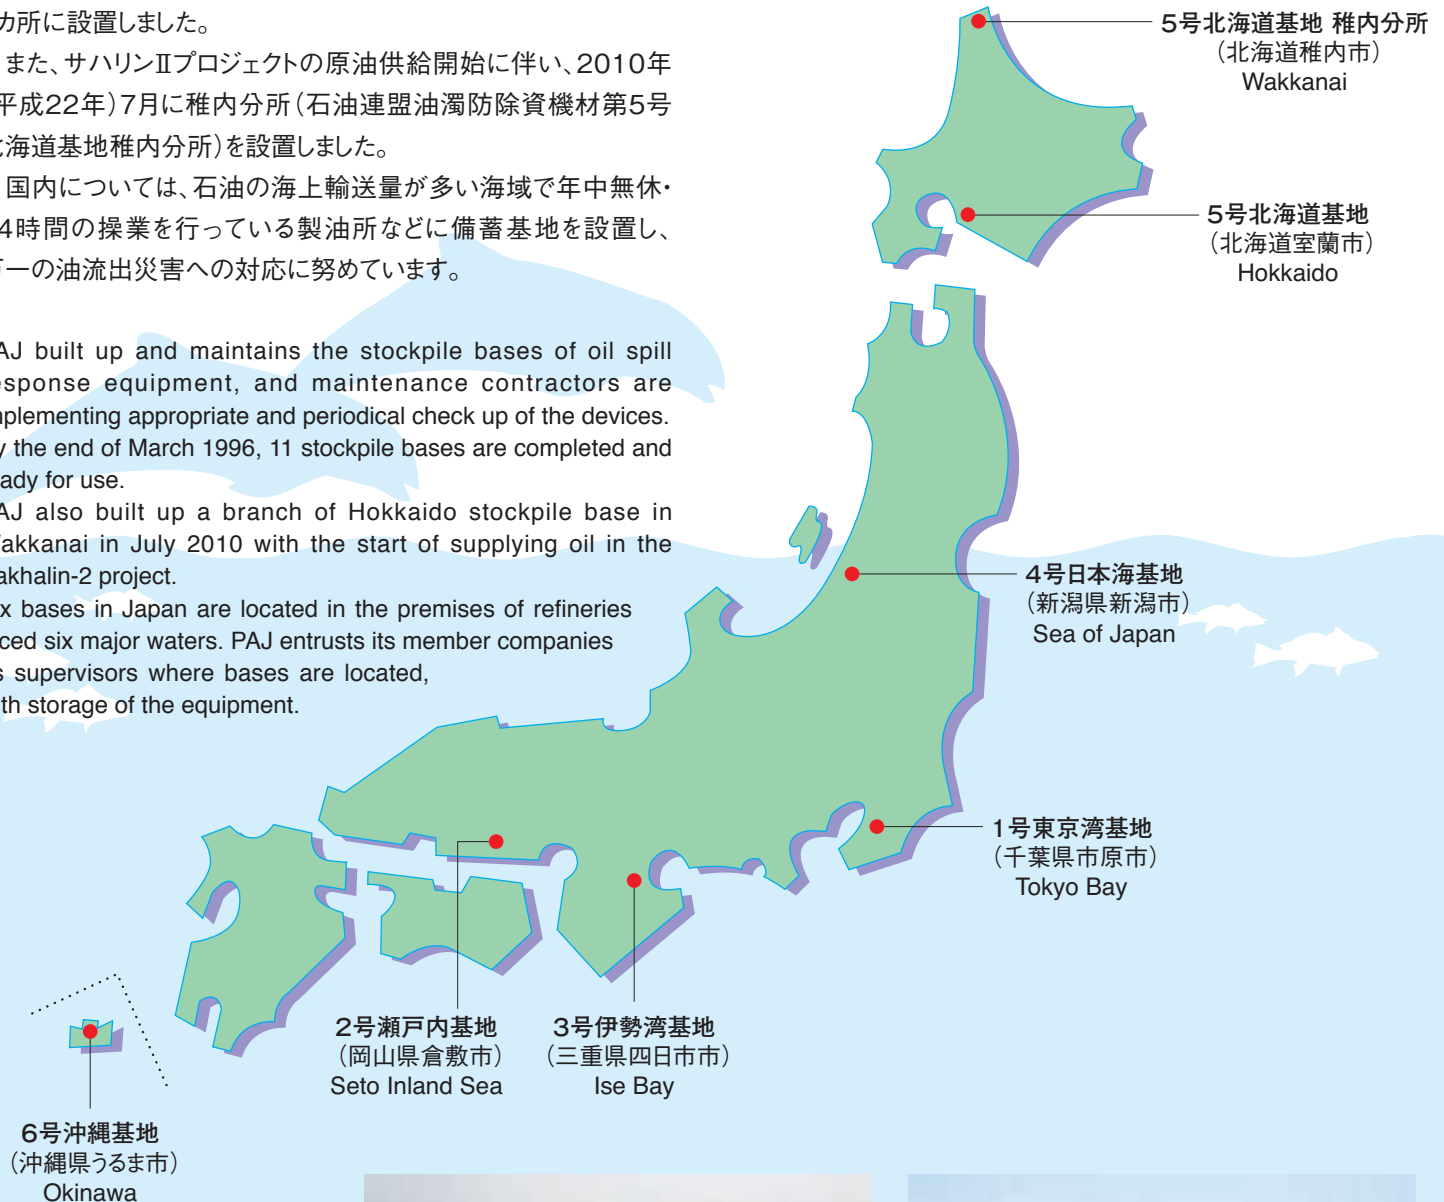 カ所に設置しました。
また、サハリンⅡプロジェクトの原油供給開始に伴い、2010年
平成22年）7月に稚内分所（石油連盟油濁防除資機材第5号
海道基地稚内分所）を設置しました。
国内については、石油の海上輸送量が多い海域で年中無休・
4時間の操業を行っている製油所などに備蓄基地を設置し、
一の油流出災害への対応に努めています。
AJ built up and maintains the stockpile bases of oil spill
esponse equipment, and maintenance contractors are
nplementing appropriate and periodical check up of the devices.
y the end of March 1996, 11 stockpile bases are completed and
ady for use.
AJ also built up a branch of Hokkaido stockpile base in
akkanai in July 2010 with the start of supplying oil in the
akhalin-2 project.
x bases in Japan are located in the premises of refineries
ced six major waters. PAJ entrusts its member companies
s supervisors where bases are located,
th storage of the equipment.
5号北海道基地 稚内分所
（北海道稚内市）
Wakkanai
5号北海道基地
（北海道室蘭市）
Hokkaido
4号日本海基地
（新潟県新潟市）
Sea of Japan
1号東京湾基地
（千葉県市原市）
Tokyo Bay
2号瀬戸内基地
（岡山県倉敷市）
Seto Inland Sea
3号伊勢湾基地
（三重県四日市市）
Ise Bay
6号沖縄基地
（沖縄県うるま市）
Okinawa